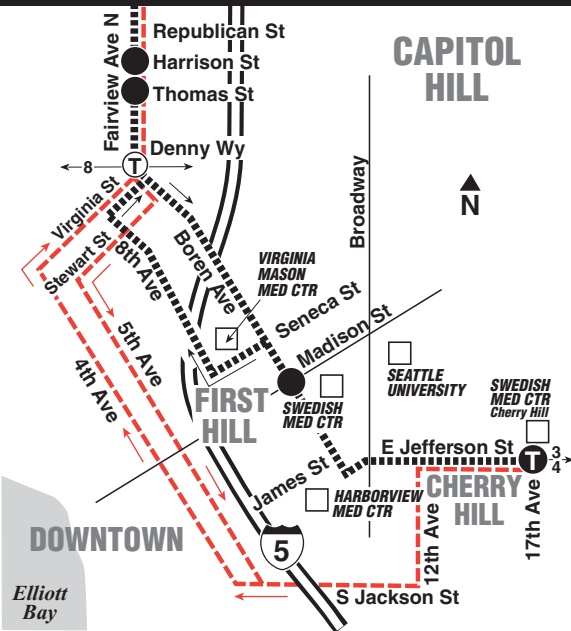 Republican St
Harrison St
Thomas St
Fairview Ave N
CAPITOL
HILL
Denny Wy
8
T
Virginia St
Stewart St
8th Ave
Boren Ave
Broadway
N
VIRGINIA
MASON
MED CTR
Seneca St
Madison St
5th Ave
4th Ave
FIRST
HILL
SWEDISH
MED CTR
SEATTLE
UNIVERSITY
SWEDISH
MED CTR
Cherry Hill
E Jefferson St
T
3
4
James St
HARBORVIEW
MED CTR
CHERRY
HILL
12th Ave
17th Ave
DOWNTOWN
5
Elliott
Bay
S Jackson St